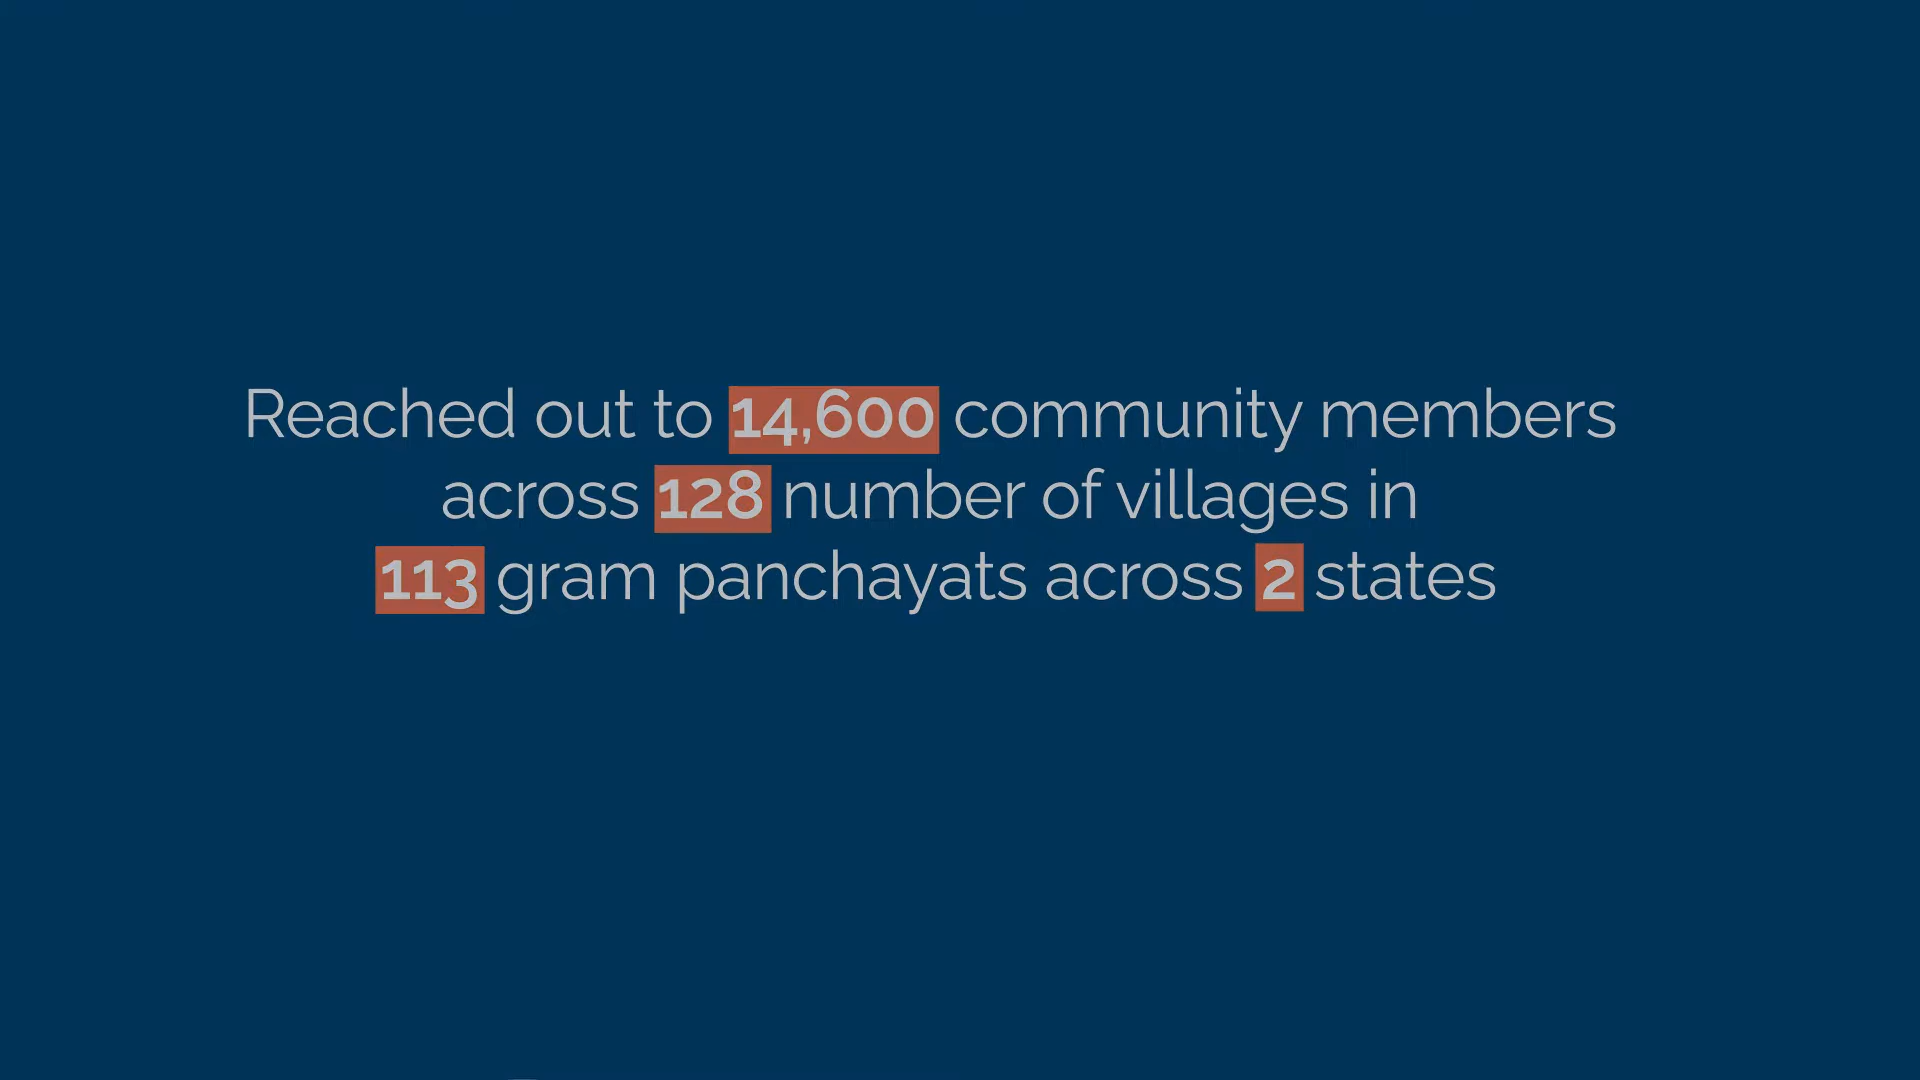 Reached out to 14,600 community members
across 128 number of villages in
113 gram panchayats across 2 states